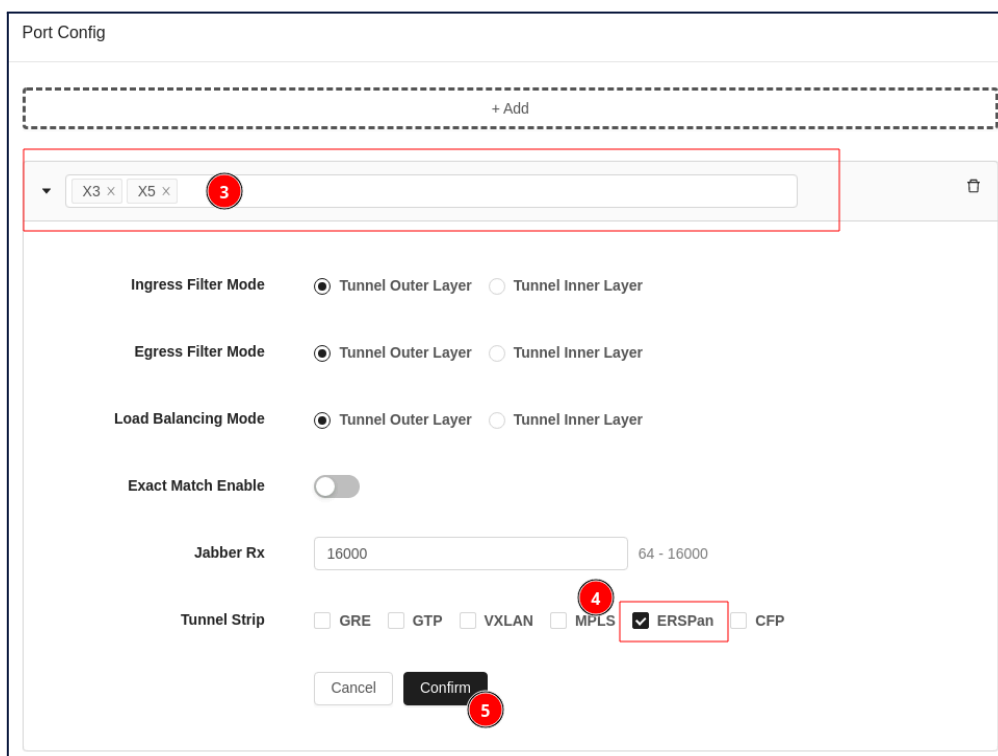 Port Config
+ Add
X3 × X5 × 3
Ingress Filter Mode Tunnel Outer Layer Tunnel Inner Layer
Egress Filter Mode Tunnel Outer Layer Tunnel Inner Layer
Load Balancing Mode Tunnel Outer Layer Tunnel Inner Layer
Exact Match Enable
Jabber Rx 16000 64 - 16000
4
Tunnel Strip GRE GTP VXLAN MPLS ERSPan CFP
Cancel Confirm
5